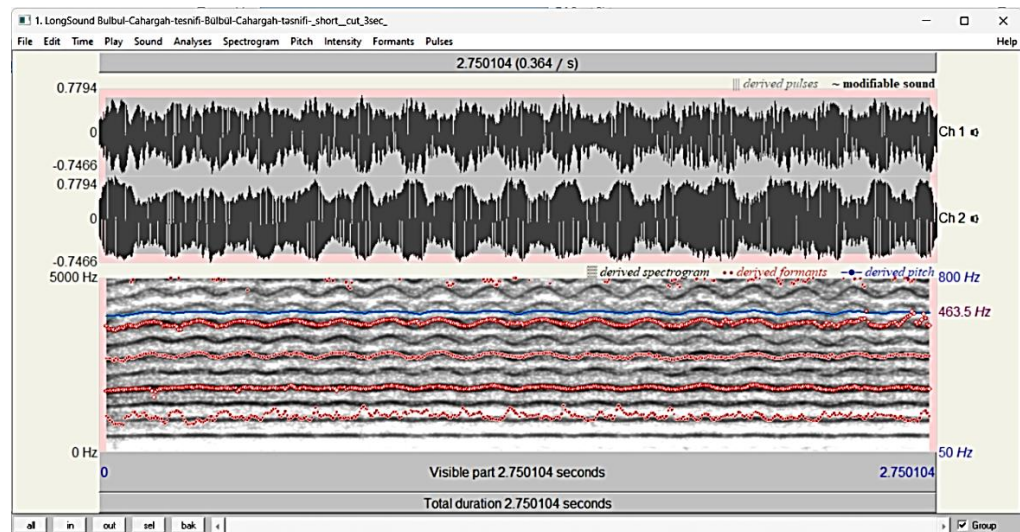 1. LongSound Bulbul-Cahargah-tesnifi-Bülbül-Cahargah-təsnifi-_short__cut_3sec_
File Edit Time Play Sound Analyses Spectrogram Pitch Intensity Formants Pulses Help
2.750104 (0.364 / s)
derived pulses ~ modifiable sound
0.7794
0
-0.7466
Ch 1
0.7794
0
-0.7466
Ch 2
derived spectrogram derived formants derived pitch
5000 Hz 800 Hz
463.5 Hz
0 Hz 50 Hz
0 Visible part 2.750104 seconds 2.750104
Total duration 2.750104 seconds
all in out sel bak Group